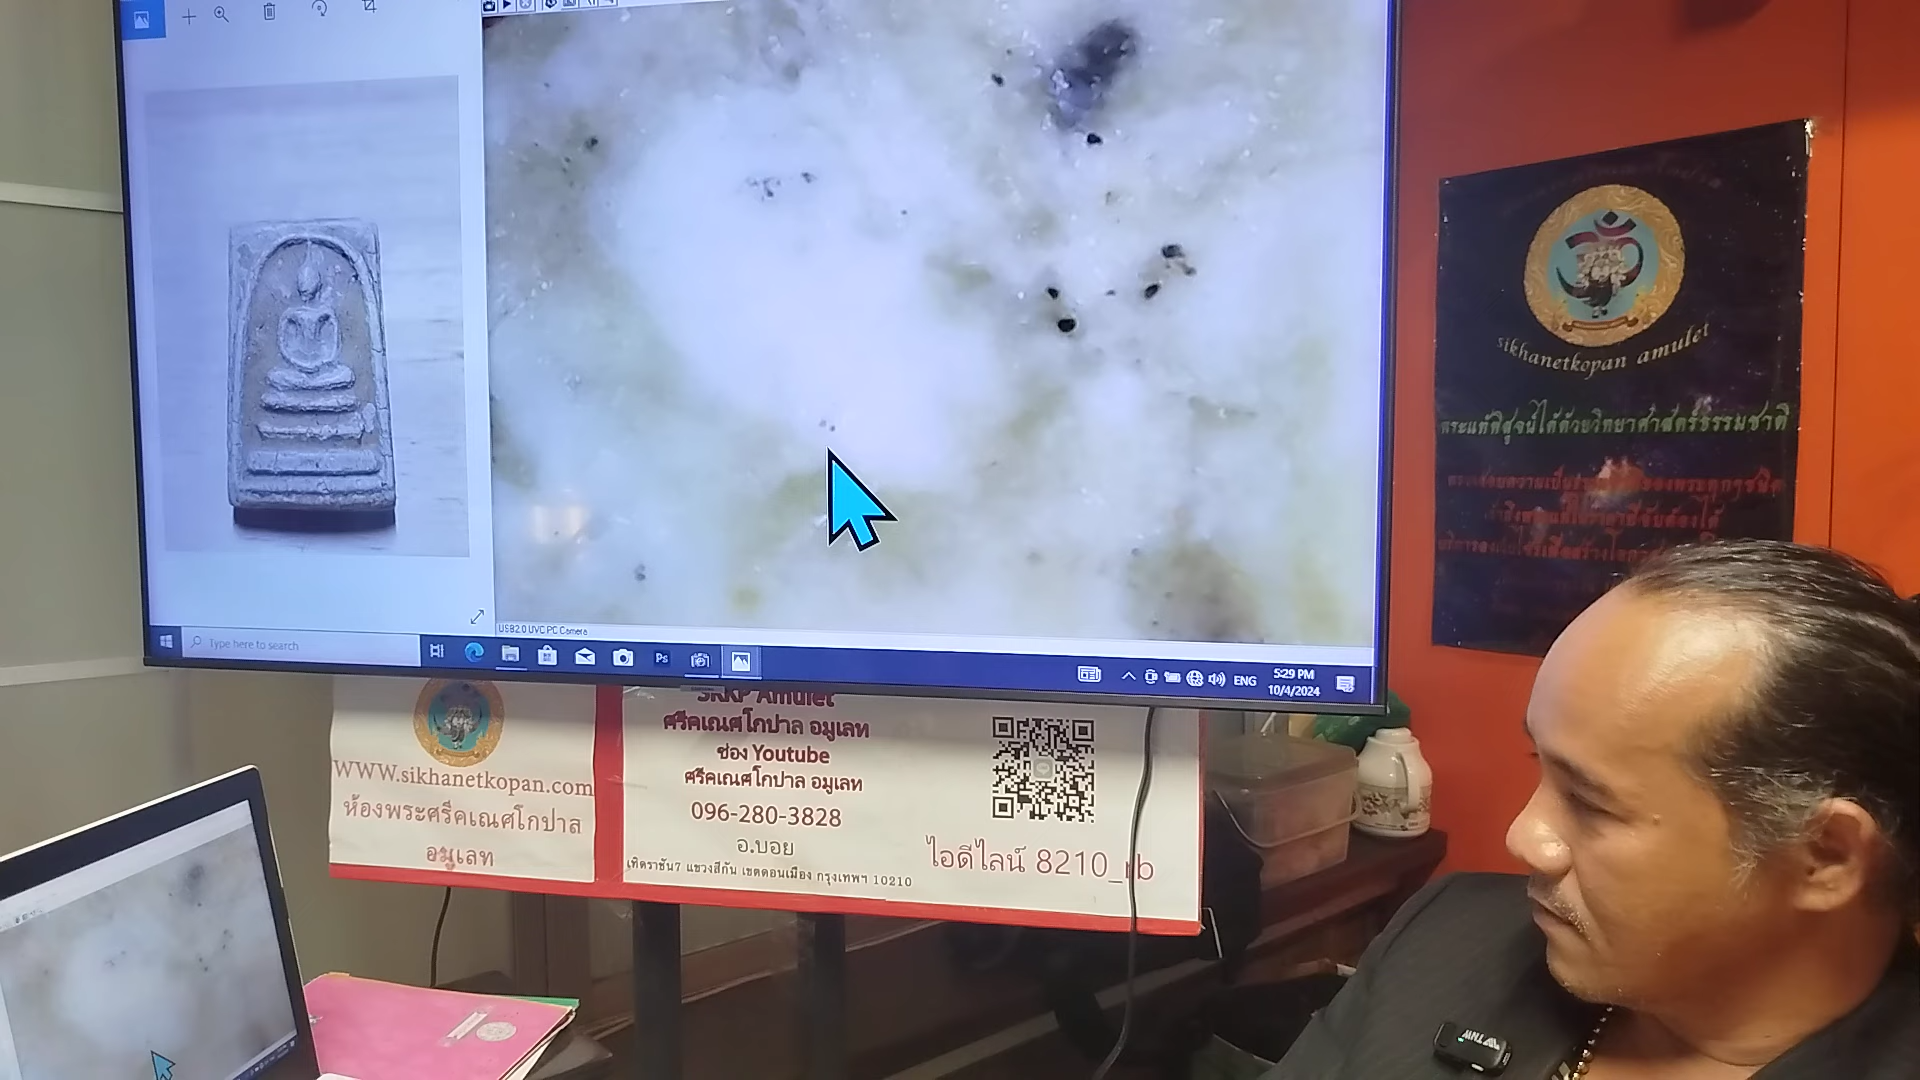 USB2.0 UVC PC Camera
Type here to search
Ps
ENG
5:29 PM
10/4/2024
sikhanetkopan amulet
พระแท้พิสูจน์ได้ด้วยวิทยาศาสตร์ธรรมชาติ
WWW.sikhanetkopan.com
ห้องพระศรีคเณศโกปาล
อมูเลท
SKKP Amulet
ศรีคเณศโกปาล อมูเลท
ช่อง Youtube
ศรีคเณศโกปาล อมูเลท
096-280-3828
อ.บอย
เทิดราชัน7 แขวงสีกัน เขตดอนเมือง กรุงเทพฯ 10210
ไอดีไลน์ 8210_rb